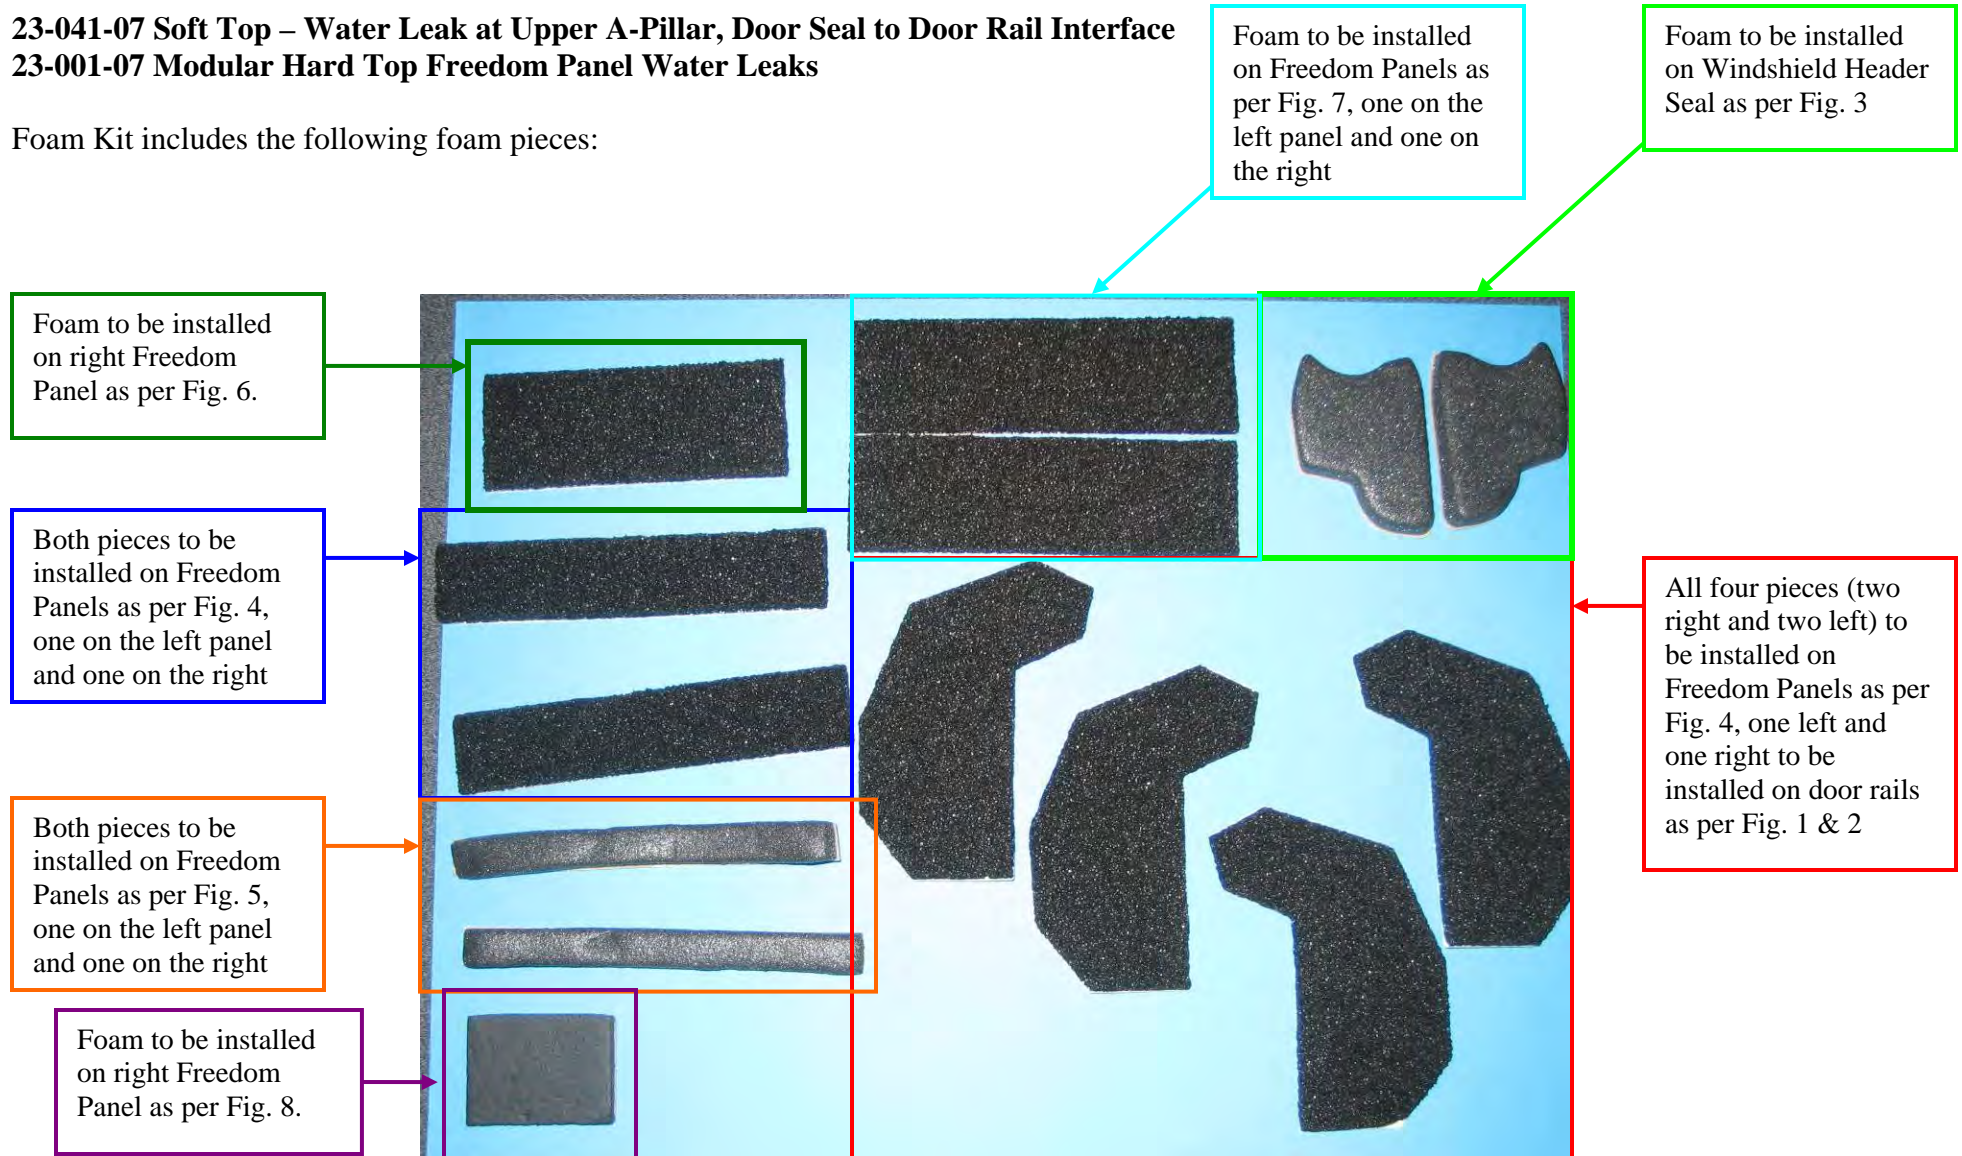 23-041-07 Soft Top – Water Leak at Upper A-Pillar, Door Seal to Door Rail Interface
23-001-07 Modular Hard Top Freedom Panel Water Leaks
Foam Kit includes the following foam pieces:
Foam to be installed
on Freedom Panels as
per Fig. 7, one on the
left panel and one on
the right
Foam to be installed
on Windshield Header
Seal as per Fig. 3
Foam to be installed
on right Freedom
Panel as per Fig. 6.
Both pieces to be
installed on Freedom
Panels as per Fig. 4,
one on the left panel
and one on the right
All four pieces (two
right and two left) to
be installed on
Freedom Panels as per
Fig. 4, one left and
one right to be
installed on door rails
as per Fig. 1 & 2
Both pieces to be
installed on Freedom
Panels as per Fig. 5,
one on the left panel
and one on the right
Foam to be installed
on right Freedom
Panel as per Fig. 8.